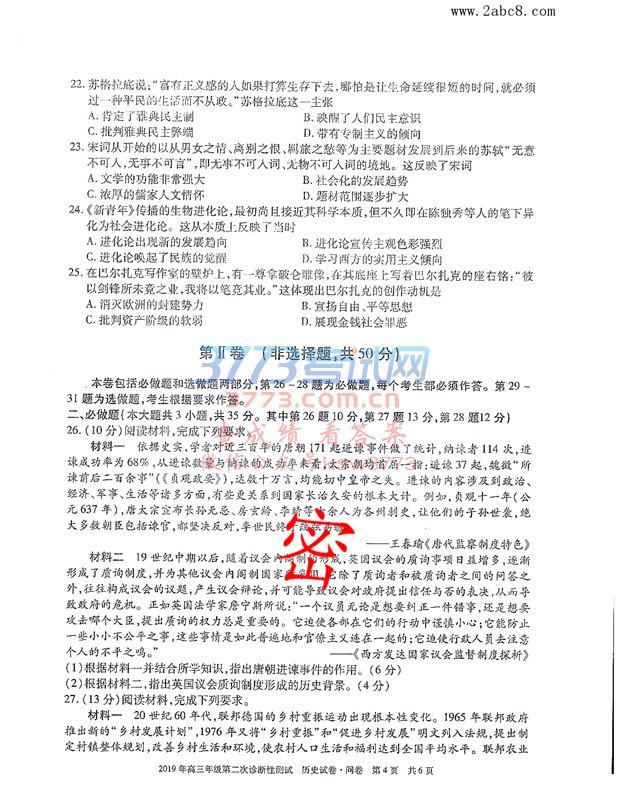 www.2abc8.com
22. 苏格拉底说：“富有正义感的人如果打算生存下去，哪怕是让生命延续很短的时间，就必须
过一种平民的生活而不从政。”苏格拉底这一主张
A. 肯定了雅典民主制 B. 唤醒了人们民主意识
C. 批判雅典民主弊端 D. 带有专制主义的倾向
23. 宋词从开始的以从男女之情、离别之恨、羁旅之愁等为主要题材发展到后来的苏轼“无意
不可入，无事不可言”，即无事不可入词、无物不可入词的境地。这反映了宋词
A. 文学的功能非常强大 B. 社会化的发展趋势
C. 浓厚的儒家人文情怀 D. 题材范围逐步扩大
24. 《新青年》传播的生物进化论，最初尚且接近其科学本质，但不久即在陈独秀等人的笔下异
化为社会进化论。这从本质上反映了当时
A. 进化论出现新的发展趋向 B. 进化论宣传主观色彩强烈
C. 进化论唤起了民族的觉醒 D. 学习西方的实用主义倾向
25. 在巴尔扎克写作室的壁炉上，有一尊拿破仑雕像，在其底座上写着巴尔扎克的座右铭：“彼
以剑锋所未竟之业，我将以笔竟其业。”这体现出巴尔扎克的创作动机是
A. 消灭欧洲的封建势力 B. 宣扬自由、平等思想
C. 批判资产阶级的软弱 D. 展现金钱社会罪恶
第Ⅱ卷 （非选择题，共50分）
3773考试网
本卷包括必做题和选做题两部分，第26～28题为必做题，每个考生都必须作答。第29～
31题为选做题，考生根据要求作答。
二、必做题（本大题共3小题，共35分。其中第26题10分，第27题13分，第28题12分）
26. （10分）阅读材料，完成下列要求。
查成绩 看答案
材料一 依据史实，学者对近三百年的唐朝171起进谏事件做了统计，纳谏者114次，进
谏成功率为68%，从进谏数量与纳谏的成功率来看，太宗朝均首屈一指：进谏37起，魏徵“所
谏前后二百余事”（《贞观政要》），达数十万言，均能切中皇帝之失。进谏的内容涉及到政治、
经济、军事、生活等诸多方面，有些更关系到国家长治久安的根本大计。例如，贞观十一年（公
元637年），唐太宗宣布长孙无忌、房玄龄、李靖等十余人为各州刺史，让他们的子孙世袭，绝
大多数朝臣包括谏官，都坚决反对，
——王春瑜《唐代监察制度特色》
密
材料二 19世纪中期以后，随着议会内阁制的形成，英国议会的质询事项日益增多，逐渐
形成了质询制度，并为其他议会内阁制国家所采用。它除了质询者和被质询者之间的问答之
外，往往构成议会的议题，产生议会辩论，并可能导致议会对政府提出信任与否的表决，从而导
致政府的危机。正如英国法学家詹宁斯所说：“一个议员无论是想要纠正一件错事，还是想要
攻击哪个大臣，提出质询的权力总是重要的。它迫使各部在它们的行动中谨慎小心；它能防止
一些小小不公平之事，这些事情是如此普遍地和官僚主义连在一起的；它迫使行政人员去注意
个人的不平之鸣。” ——《西方发达国家议会监督制度探析》
(1)根据材料一并结合所学知识，指出唐朝进谏事件的作用。（6分）
(2)根据材料二，指出英国议会质询制度形成的历史背景。（4分）
27. （13分）阅读材料，完成下列要求。
材料一 20世纪60年代，联邦德国的乡村重振运动出现根本性变化。1965年联邦政府
推出新的“乡村发展计划”，1976年又将“乡村重振”和“促进乡村发展”明文列入法规，提出制
定村镇整体规划，改善乡村生活和环境，使农村人口生活和福利达到全国平均水平。联邦农业
2019年高三年级第二次诊断性测试 历史试卷·问卷 第4页 共6页